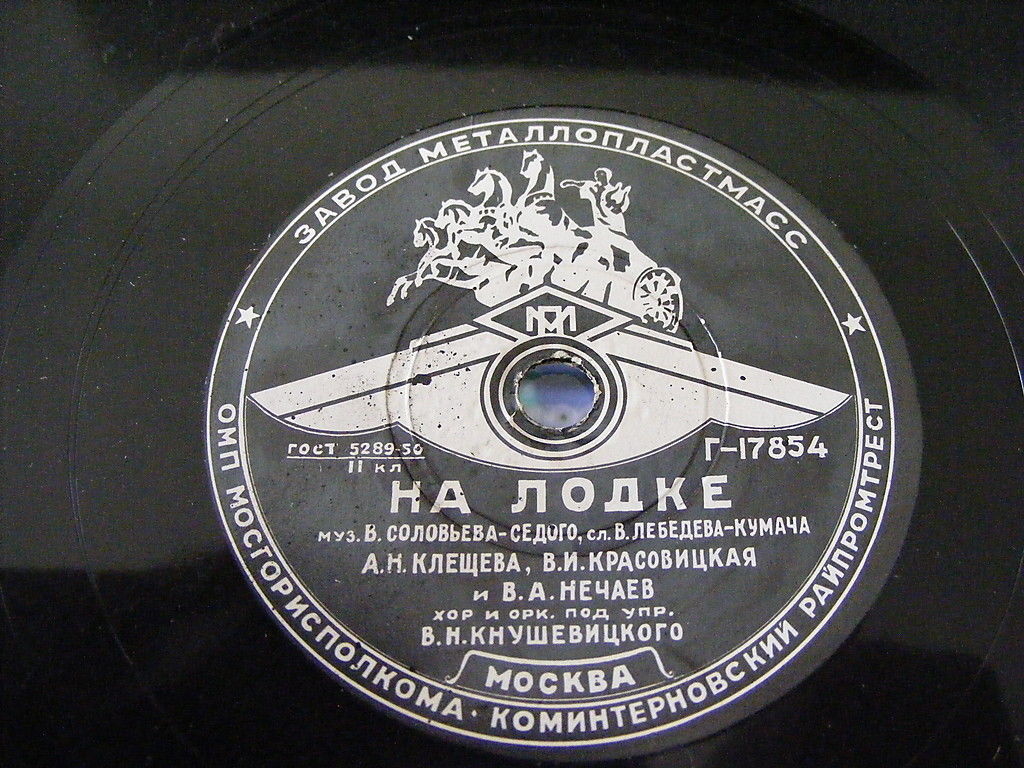 ЗАВОД МЕТАЛЛОПЛАСТМАСС
ГОСТ 5289-50
II КЛ
Г-17854
НА ЛОДКЕ
МУЗ. В. СОЛОВЬЕВА-СЕДОГО, СЛ. В. ЛЕБЕДЕВА-КУМАЧА
А.Н. КЛЕЩЕВА, В.И. КРАСОВИЦКАЯ
И В.А. НЕЧАЕВ
ХОР И ОРК. ПОД УПР.
В.Н. КНУШЕВИЦКОГО
МОСКВА
ОМП МОСГОРИСПОЛКОМА · КОМИНТЕРНОВСКИЙ РАЙПРОМТРЕСТ